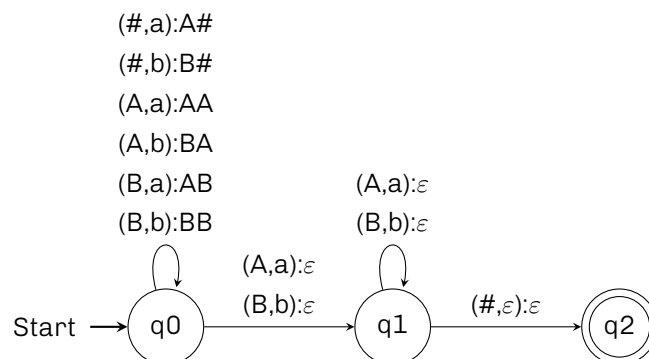 (#,a):A#
(#,b):B#
(A,a):AA
(A,b):BA
(B,a):AB
(B,b):BB
(A,a):ε
(B,b):ε
(A,a):ε
(B,b):ε
(#,ε):ε
Start
q0
q1
q2